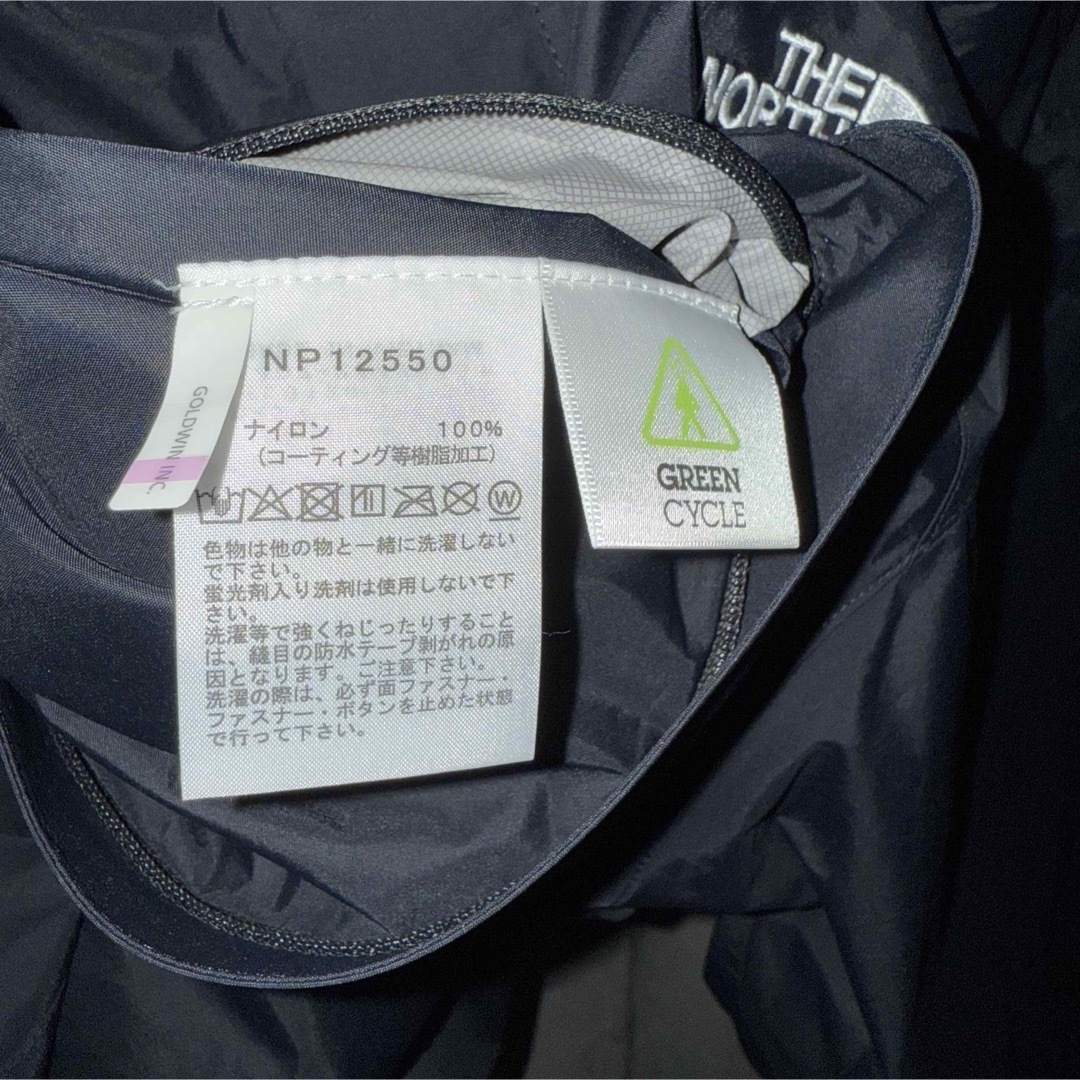 THE
NORTH
GOLDWIN INC.
NP12550
ナイロン 100%
（コーティング等樹脂加工）
W
色物は他の物と一緒に洗濯しない
で下さい。
蛍光剤入り洗剤は使用しないで下
さい。
洗濯等で強くねじったりすること
は、縫目の防水テープ剥がれの原
因となります。ご注意下さい。
洗濯の際は、必ず面ファスナー・
ファスナー・ボタンを止めた状態
で行って下さい。
GREEN
CYCLE